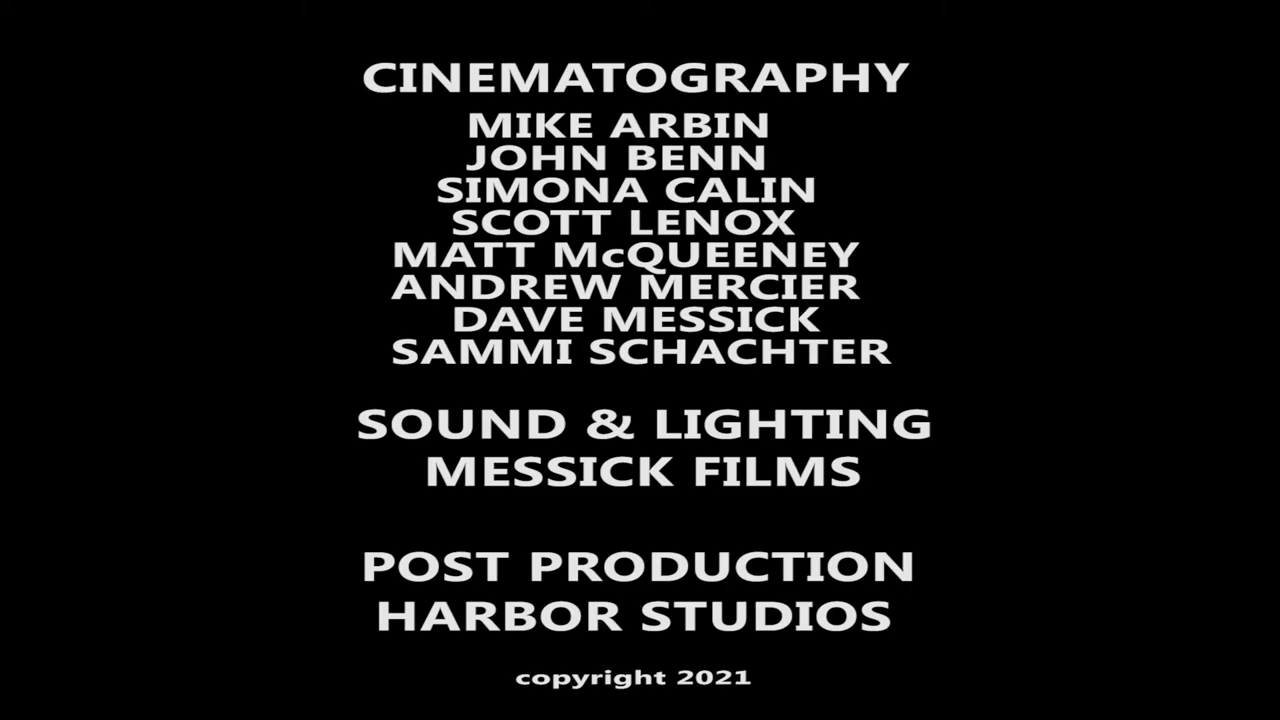 CINEMATOGRAPHY
MIKE ARBIN
JOHN BENN
SIMONA CALIN
SCOTT LENOX
MATT McQUEENEY
ANDREW MERCIER
DAVE MESSICK
SAMMI SCHACHTER
SOUND & LIGHTING
MESSICK FILMS
POST PRODUCTION
HARBOR STUDIOS
copyright 2021